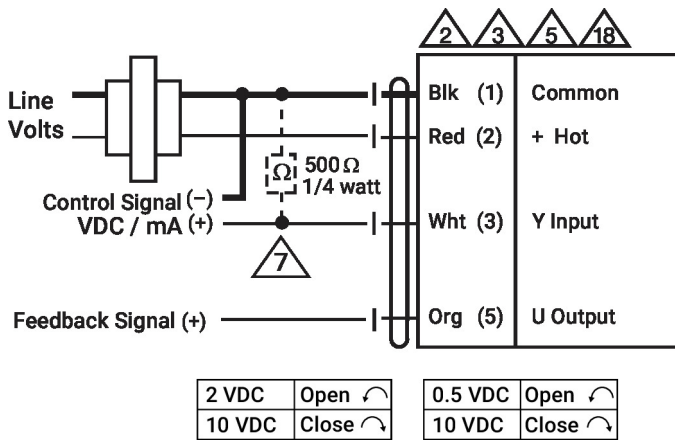 2 3 5 18
Line Volts
Blk (1) Common
Red (2) + Hot
Ω 500 Ω
1/4 watt
Control Signal (−)
VDC / mA (+)
Wht (3) Y Input
7
Feedback Signal (+)
Org (5) U Output
2 VDC Open
10 VDC Close
0.5 VDC Open
10 VDC Close